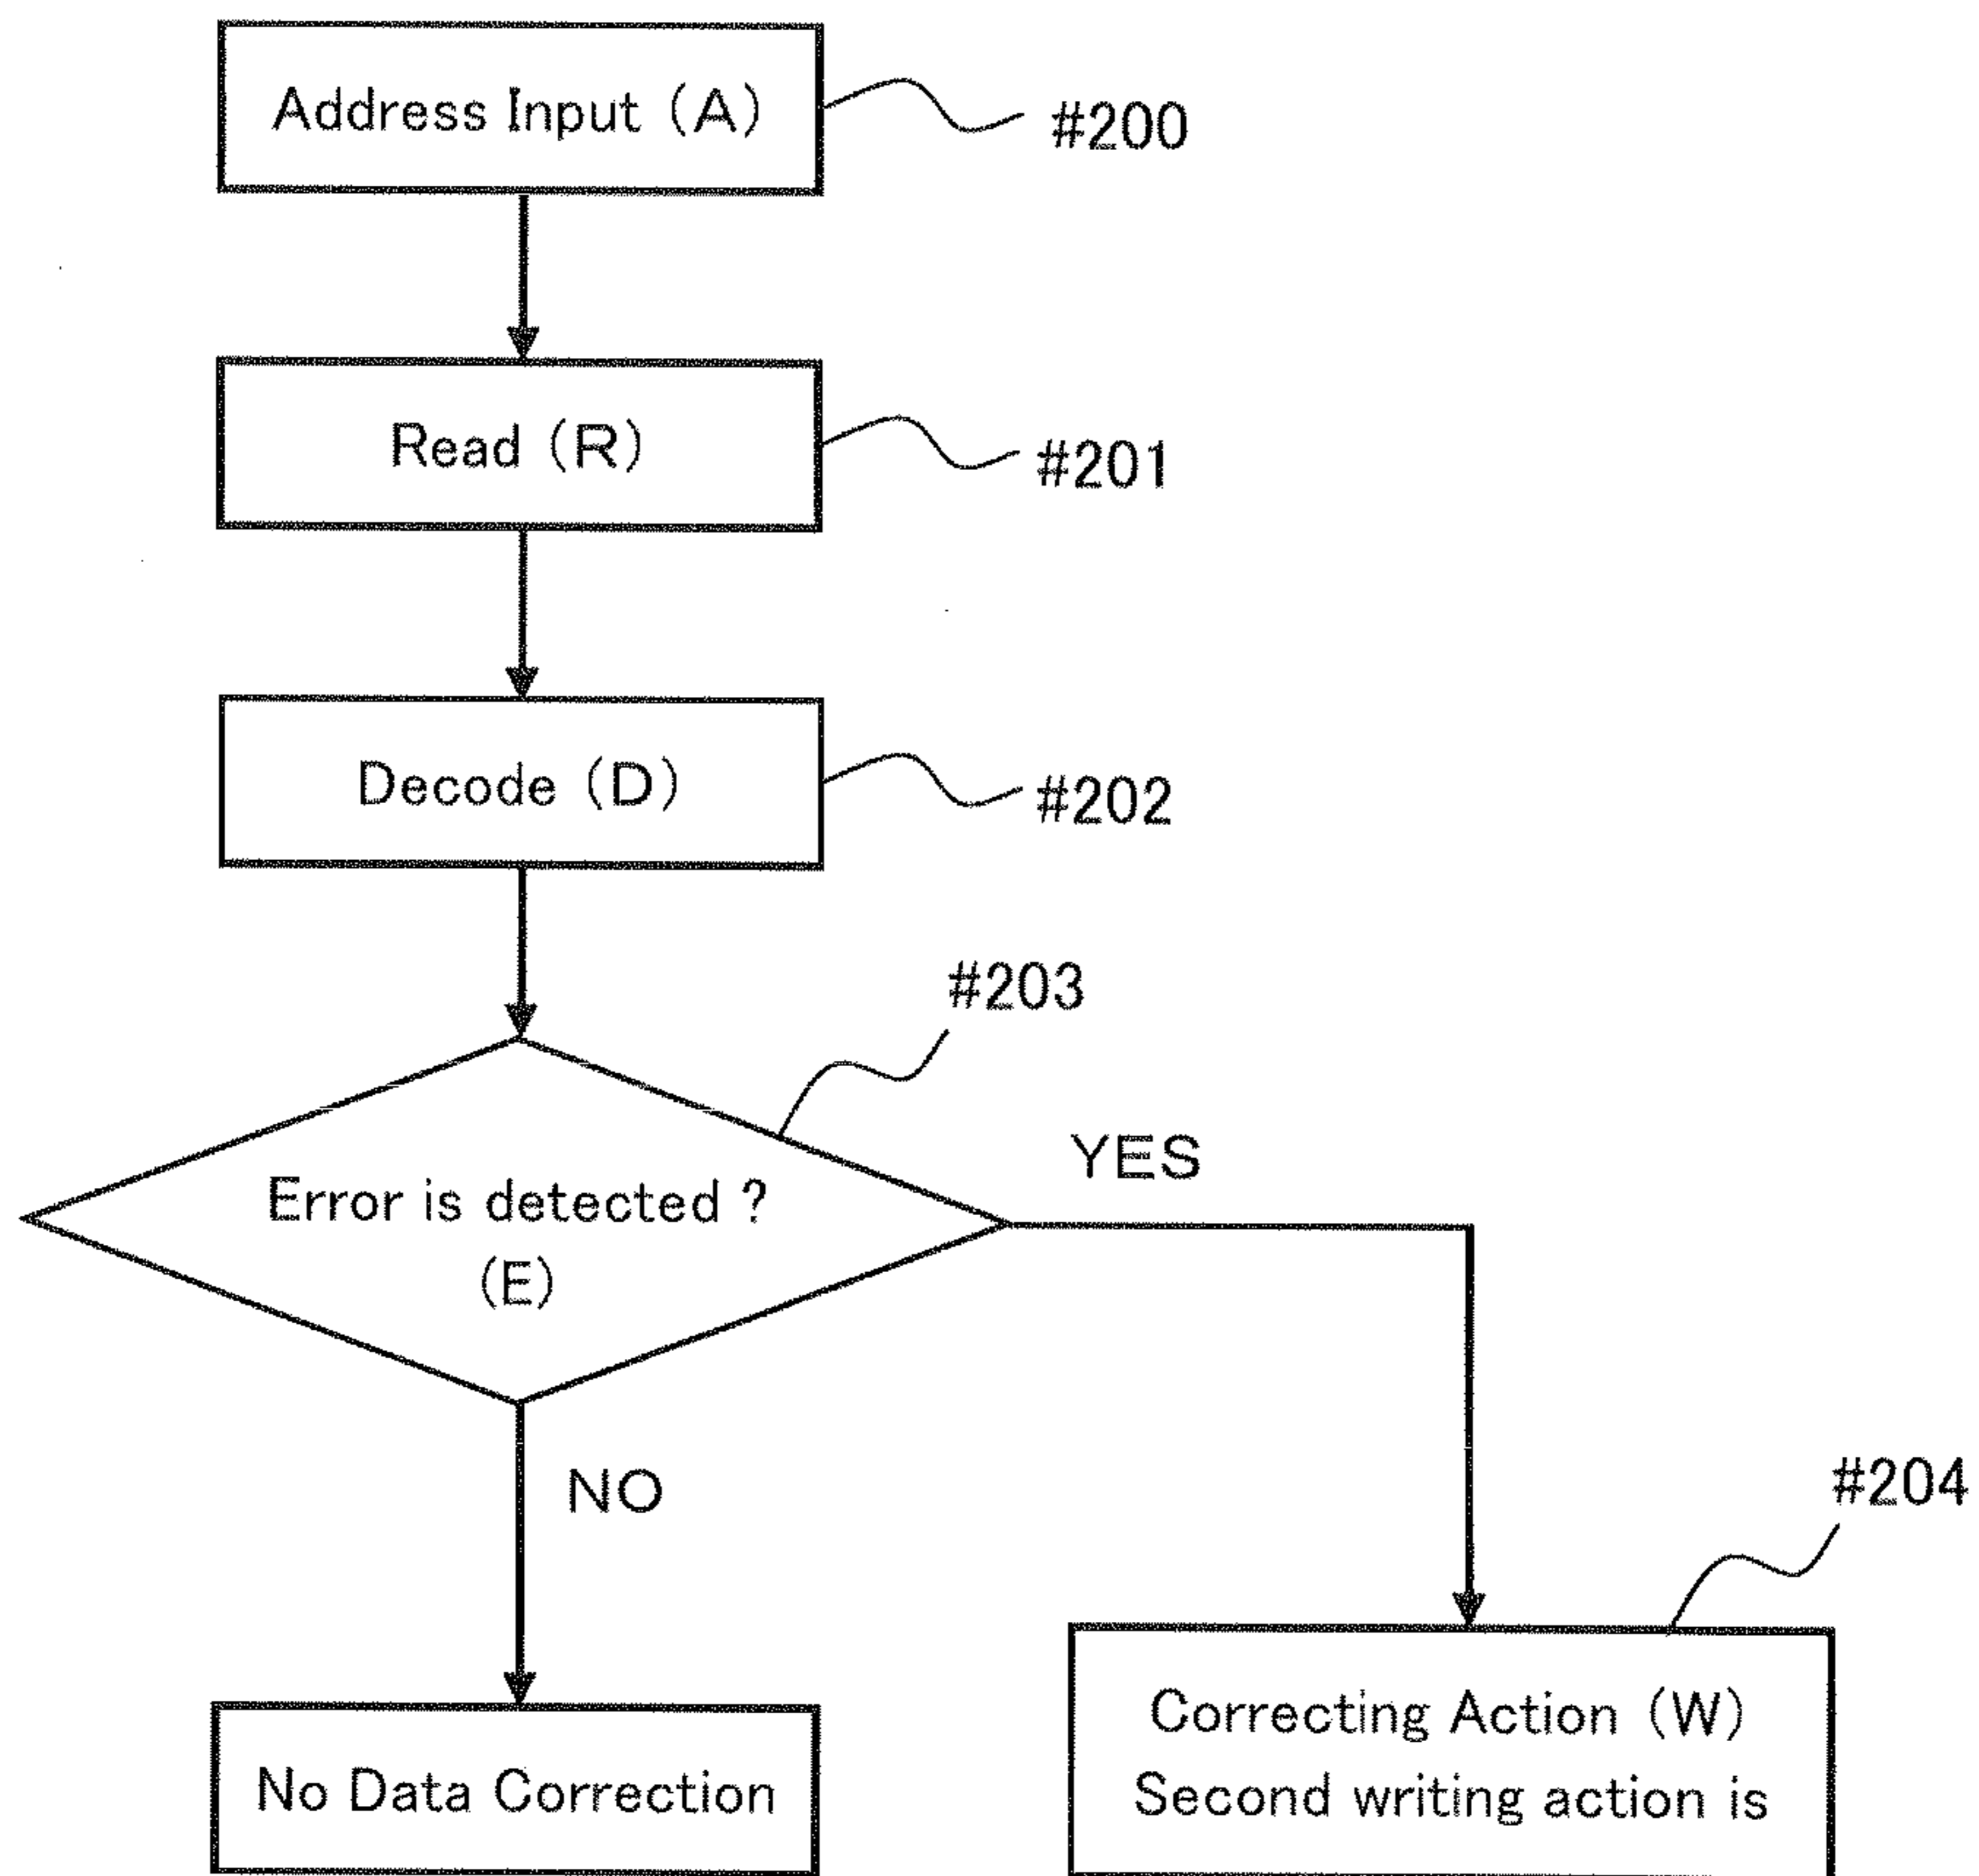 Address Input (A)
#200
Read (R)
#201
Decode (D)
#202
#203
Error is detected ?
(E)
YES
NO
#204
No Data Correction
Correcting Action (W)
Second writing action is